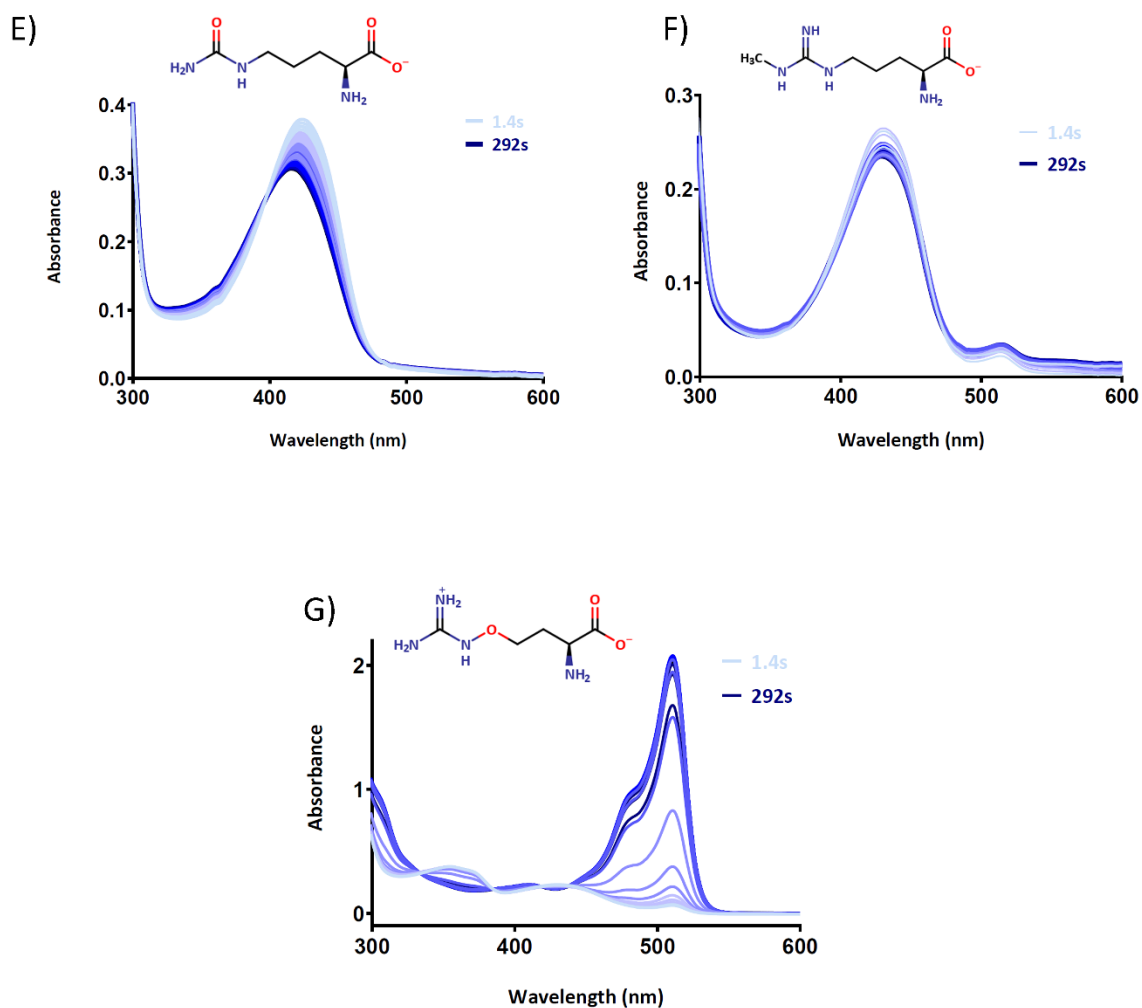 E)
O
O
H₂N
N
H
O⁻
NH₂
0.4
0.3
0.2
0.1
0.0
300
400
500
600
Absorbance
Wavelength (nm)
1.4s
292s
F)
NH
O
H₃C
N
H
N
H
O⁻
NH₂
0.3
0.2
0.1
0.0
300
400
500
600
Absorbance
Wavelength (nm)
1.4s
292s
G)
+
NH₂
O
O
H₂N
N
H
O⁻
NH₂
2
1
0
300
400
500
600
Absorbance
Wavelength (nm)
1.4s
292s